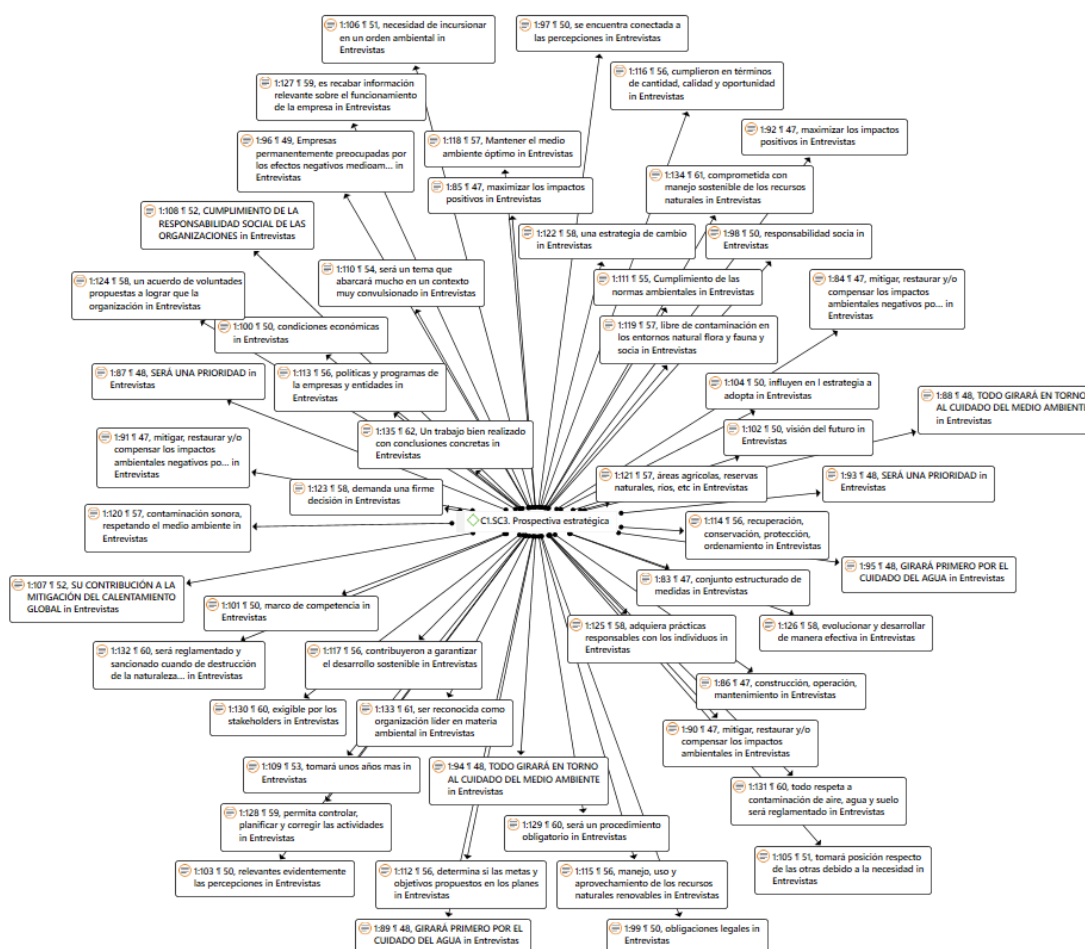 1:106 ¶ 51, necesidad de incursionar
en un orden ambiental in
Entrevistas
1:97 ¶ 50, se encuentra conectada
a las percepciones in Entrevistas
1:116 ¶ 56, cumplieron en términos
de cantidad, calidad y oportunidad
in Entrevistas
1:127 ¶ 59, es recabar información
relevante sobre el funcionamiento
de la empresa in Entrevistas
1:92 ¶ 47, maximizar los impactos
positivos in Entrevistas
1:96 ¶ 49, Empresas
permanentemente preocupadas por
los efectos negativos medioam... in
Entrevistas
1:118 ¶ 57, Mantener el medio
ambiente óptimo in Entrevistas
1:134 ¶ 61, comprometida con
manejo sostenible de los recursos
naturales in Entrevistas
1:85 ¶ 47, maximizar los impactos
positivos in Entrevistas
1:108 ¶ 52, CUMPLIMIENTO DE LA
RESPONSABILIDAD SOCIAL DE LAS
ORGANIZACIONES in Entrevistas
1:122 ¶ 58, una estrategia de cambio
in Entrevistas
1:98 ¶ 50, responsabilidad socia in
Entrevistas
1:110 ¶ 54, será un tema que
abarcará mucho en un contexto
muy convulsionado in Entrevistas
1:124 ¶ 58, un acuerdo de voluntades
propuestas a lograr que la
organización in Entrevistas
1:111 ¶ 55, Cumplimiento de las
normas ambientales in Entrevistas
1:84 ¶ 47, mitigar, restaurar y/o
compensar los impactos
ambientales negativos po... in
Entrevistas
1:100 ¶ 50, condiciones económicas
in Entrevistas
1:119 ¶ 57, libre de contaminación en
los entornos natural flora y fauna y
socia in Entrevistas
1:87 ¶ 48, SERÁ UNA PRIORIDAD in
Entrevistas
1:113 ¶ 56, políticas y programas de
la empresas y entidades in
Entrevistas
1:104 ¶ 50, influyen en l estrategia a
adopta in Entrevistas
1:88 ¶ 48, TODO GIRARÁ EN TORNO
AL CUIDADO DEL MEDIO AMBIENTE
in Entrevistas
1:135 ¶ 62, Un trabajo bien realizado
con conclusiones concretas in
Entrevistas
1:102 ¶ 50, visión del futuro in
Entrevistas
1:91 ¶ 47, mitigar, restaurar y/o
compensar los impactos
ambientales negativos po... in
Entrevistas
1:121 ¶ 57, áreas agrícolas, reservas
naturales, ríos, etc in Entrevistas
1:93 ¶ 48, SERÁ UNA PRIORIDAD in
Entrevistas
1:123 ¶ 58, demanda una firme
decisión in Entrevistas
1:120 ¶ 57, contaminación sonora,
respetando el medio ambiente in
Entrevistas
C1.SC3. Prospectiva estratégica
1:114 ¶ 56, recuperación,
conservación, protección,
ordenamiento in Entrevistas
1:95 ¶ 48, GIRARÁ PRIMERO POR EL
CUIDADO DEL AGUA in Entrevistas
1:107 ¶ 52, SU CONTRIBUCIÓN A LA
MITIGACIÓN DEL CALENTAMIENTO
GLOBAL in Entrevistas
1:83 ¶ 47, conjunto estructurado de
medidas in Entrevistas
1:101 ¶ 50, marco de competencia in
Entrevistas
1:125 ¶ 58, adquiera prácticas
responsables con los individuos in
Entrevistas
1:126 ¶ 58, evolucionar y desarrollar
de manera efectiva in Entrevistas
1:132 ¶ 60, será reglamentado y
sancionado cuando de destrucción
de la naturaleza... in Entrevistas
1:117 ¶ 56, contribuyeron a garantizar
el desarrollo sostenible in Entrevistas
1:86 ¶ 47, construcción, operación,
mantenimiento in Entrevistas
1:130 ¶ 60, exigible por los
stakeholders in Entrevistas
1:133 ¶ 61, ser reconocida como
organización líder en materia
ambiental in Entrevistas
1:90 ¶ 47, mitigar, restaurar y/o
compensar los impactos
ambientales in Entrevistas
1:109 ¶ 53, tomará unos años mas in
Entrevistas
1:94 ¶ 48, TODO GIRARÁ EN TORNO
AL CUIDADO DEL MEDIO AMBIENTE
in Entrevistas
1:131 ¶ 60, todo respeta a
contaminación de aire, agua y suelo
será reglamentado in Entrevistas
1:128 ¶ 59, permita controlar,
planificar y corregir las actividades
in Entrevistas
1:129 ¶ 60, será un procedimiento
obligatorio in Entrevistas
1:105 ¶ 51, tomará posición respecto
de las otras debido a la necesidad in
Entrevistas
1:103 ¶ 50, relevantes evidentemente
las percepciones in Entrevistas
1:112 ¶ 56, determina si las metas y
objetivos propuestos en los planes
in Entrevistas
1:115 ¶ 56, manejo, uso y
aprovechamiento de los recursos
naturales renovables in Entrevistas
1:89 ¶ 48, GIRARÁ PRIMERO POR EL
CUIDADO DEL AGUA in Entrevistas
1:99 ¶ 50, obligaciones legales in
Entrevistas